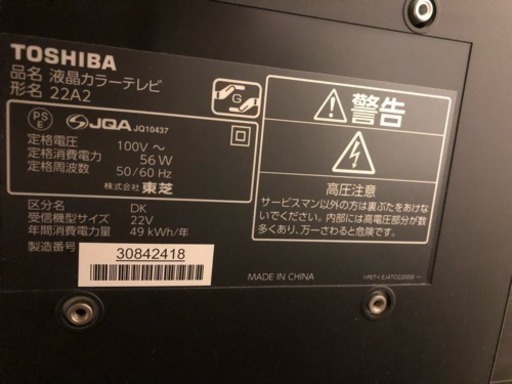 TOSHIBA
品名 液晶カラーテレビ
形名 22A2
G
PS
E
JQA JQ10437
定格電圧 100V ～
定格消費電力 56W
定格周波数 50/60 Hz
株式会社 東芝
区分名 DK
受信機型サイズ 22V
年間消費電力量 49 kWh/年
製造番号
30842418
警告
高圧注意
サービスマン以外の方は裏ぶたをあけな
いでください。内部には高電圧部分が数
多くあり、万一さわると危険です。
MADE IN CHINA